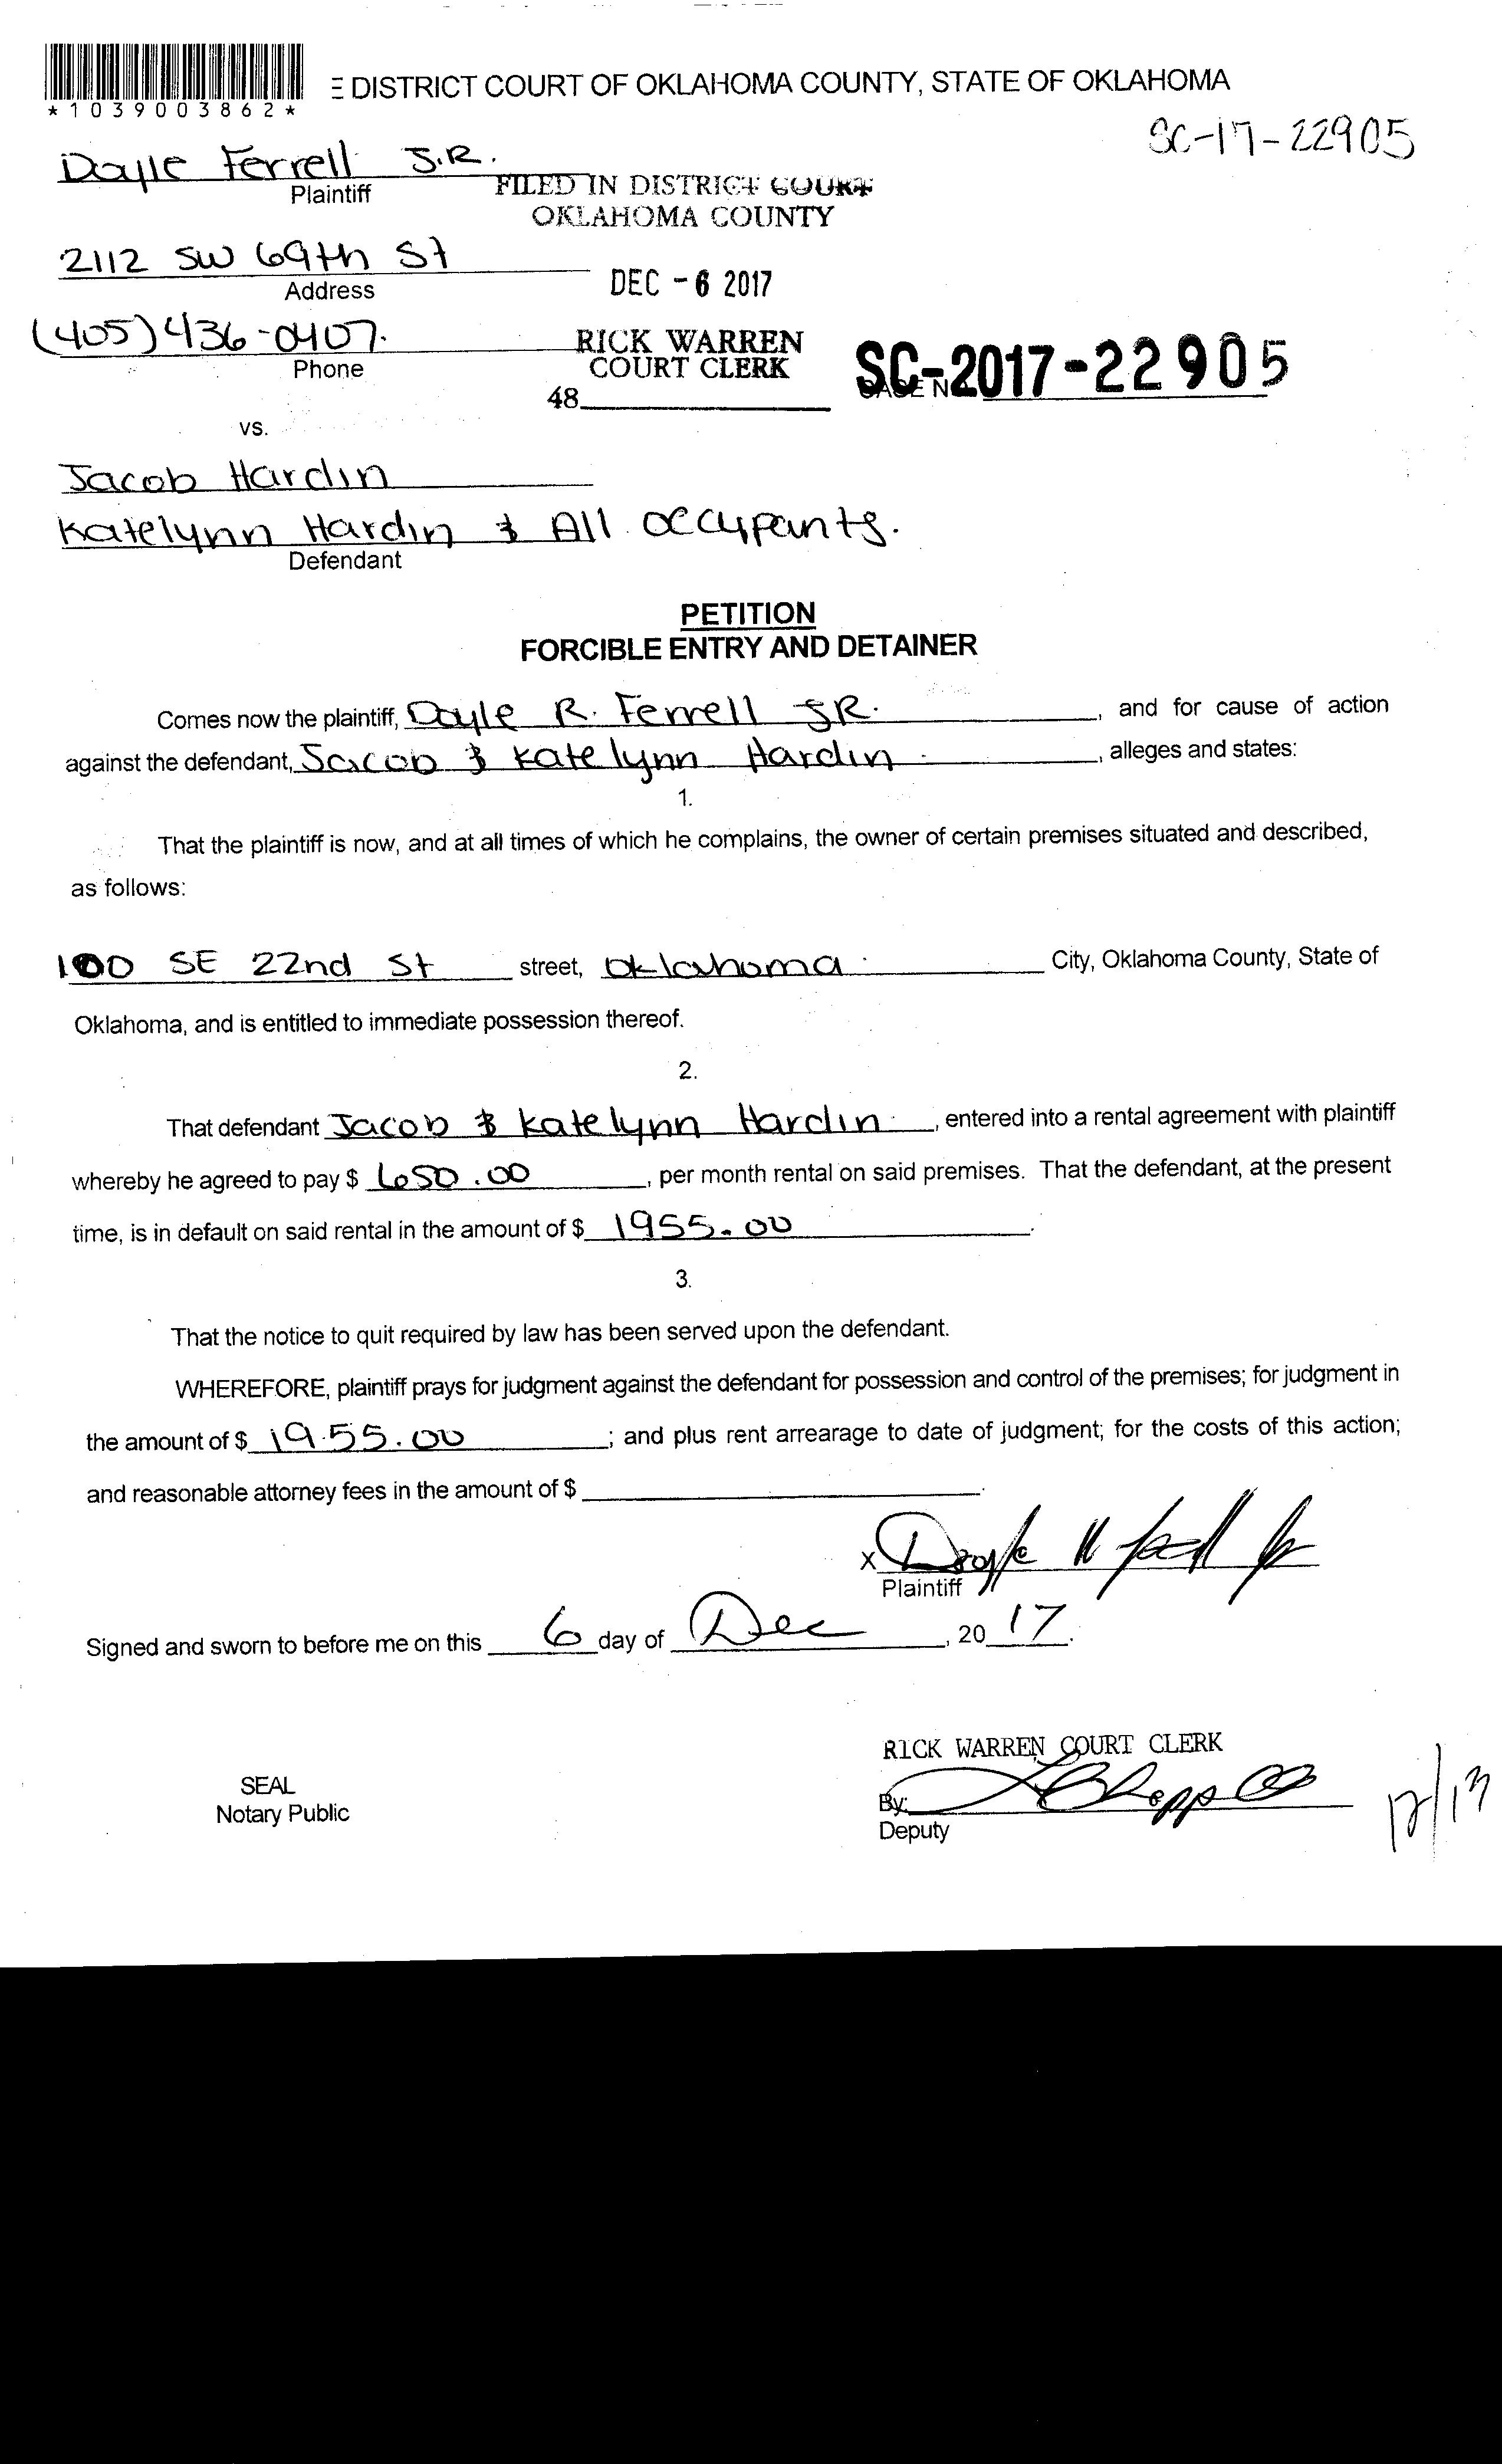 *1039003862*
DISTRICT COURT OF OKLAHOMA COUNTY, STATE OF OKLAHOMA
SC-17-22905
Doyle Ferrell J.R.
Plaintiff
FILED IN DISTRICT COURT
OKLAHOMA COUNTY
2112 SW 69th St
Address
DEC - 6 2017
(405) 436-0407.
Phone
RICK WARREN
COURT CLERK
48
SC-2017-22905
vs.
Jacob Hardin
Katelynn Hardin & All Occupants.
Defendant
PETITION
FORCIBLE ENTRY AND DETAINER
Comes now the plaintiff, Doyle R. Ferrell JR. , and for cause of action
against the defendant, Jacob & Katelynn Hardin , alleges and states:
1.
That the plaintiff is now, and at all times of which he complains, the owner of certain premises situated and described,
as follows:
100 SE 22nd St street, Oklahoma City, Oklahoma County, State of
Oklahoma, and is entitled to immediate possession thereof.
2.
That defendant Jacob & Katelynn Hardin , entered into a rental agreement with plaintiff
whereby he agreed to pay $ 650.00 , per month rental on said premises. That the defendant, at the present
time, is in default on said rental in the amount of $ 1955.00 .
3.
That the notice to quit required by law has been served upon the defendant.
WHEREFORE, plaintiff prays for judgment against the defendant for possession and control of the premises; for judgment in
the amount of $ 1955.00 ; and plus rent arrearage to date of judgment; for the costs of this action;
and reasonable attorney fees in the amount of $ .
X
Plaintiff
Signed and sworn to before me on this 6 day of Dec , 20 17.
RICK WARREN COURT CLERK
SEAL
Notary Public
By:
Deputy
12/13